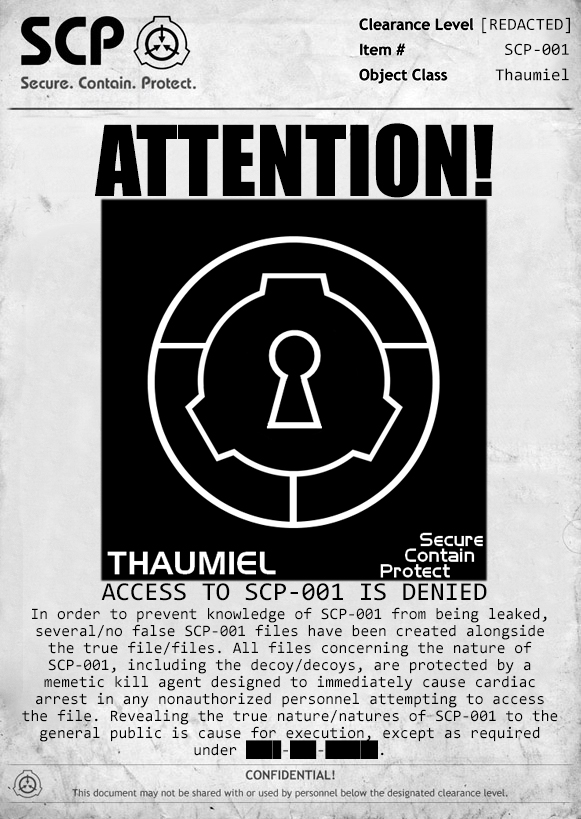 SCP
Secure. Contain. Protect.
Clearance Level [REDACTED]
Item # SCP-001
Object Class Thaumiel
ATTENTION!
THAUMIEL
Secure
Contain
Protect
ACCESS TO SCP-001 IS DENIED
In order to prevent knowledge of SCP-001 from being leaked,
several/no false SCP-001 files have been created alongside
the true file/files. All files concerning the nature of
SCP-001, including the decoy/decoys, are protected by a
memetic kill agent designed to immediately cause cardiac
arrest in any nonauthorized personnel attempting to access
the file. Revealing the true nature/natures of SCP-001 to the
general public is cause for execution, except as required
under ███-██-████.
CONFIDENTIAL!
This document may not be shared with or used by personnel below the designated clearance level.